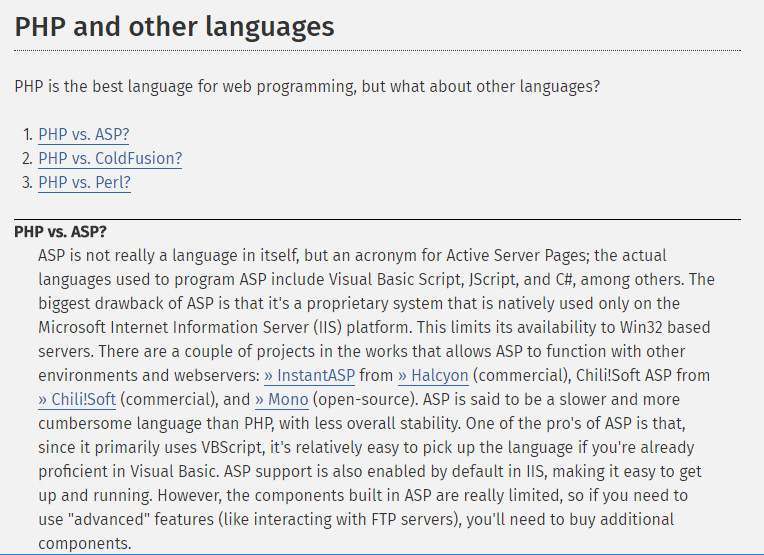 PHP and other languages
PHP is the best language for web programming, but what about other languages?
1. PHP vs. ASP?
2. PHP vs. ColdFusion?
3. PHP vs. Perl?
PHP vs. ASP?
ASP is not really a language in itself, but an acronym for Active Server Pages; the actual
languages used to program ASP include Visual Basic Script, JScript, and C#, among others. The
biggest drawback of ASP is that it's a proprietary system that is natively used only on the
Microsoft Internet Information Server (IIS) platform. This limits its availability to Win32 based
servers. There are a couple of projects in the works that allows ASP to function with other
environments and webservers: » InstantASP from » Halcyon (commercial), Chili!Soft ASP from
» Chili!Soft (commercial), and » Mono (open-source). ASP is said to be a slower and more
cumbersome language than PHP, with less overall stability. One of the pro's of ASP is that,
since it primarily uses VBScript, it's relatively easy to pick up the language if you're already
proficient in Visual Basic. ASP support is also enabled by default in IIS, making it easy to get
up and running. However, the components built in ASP are really limited, so if you need to
use "advanced" features (like interacting with FTP servers), you'll need to buy additional
components.